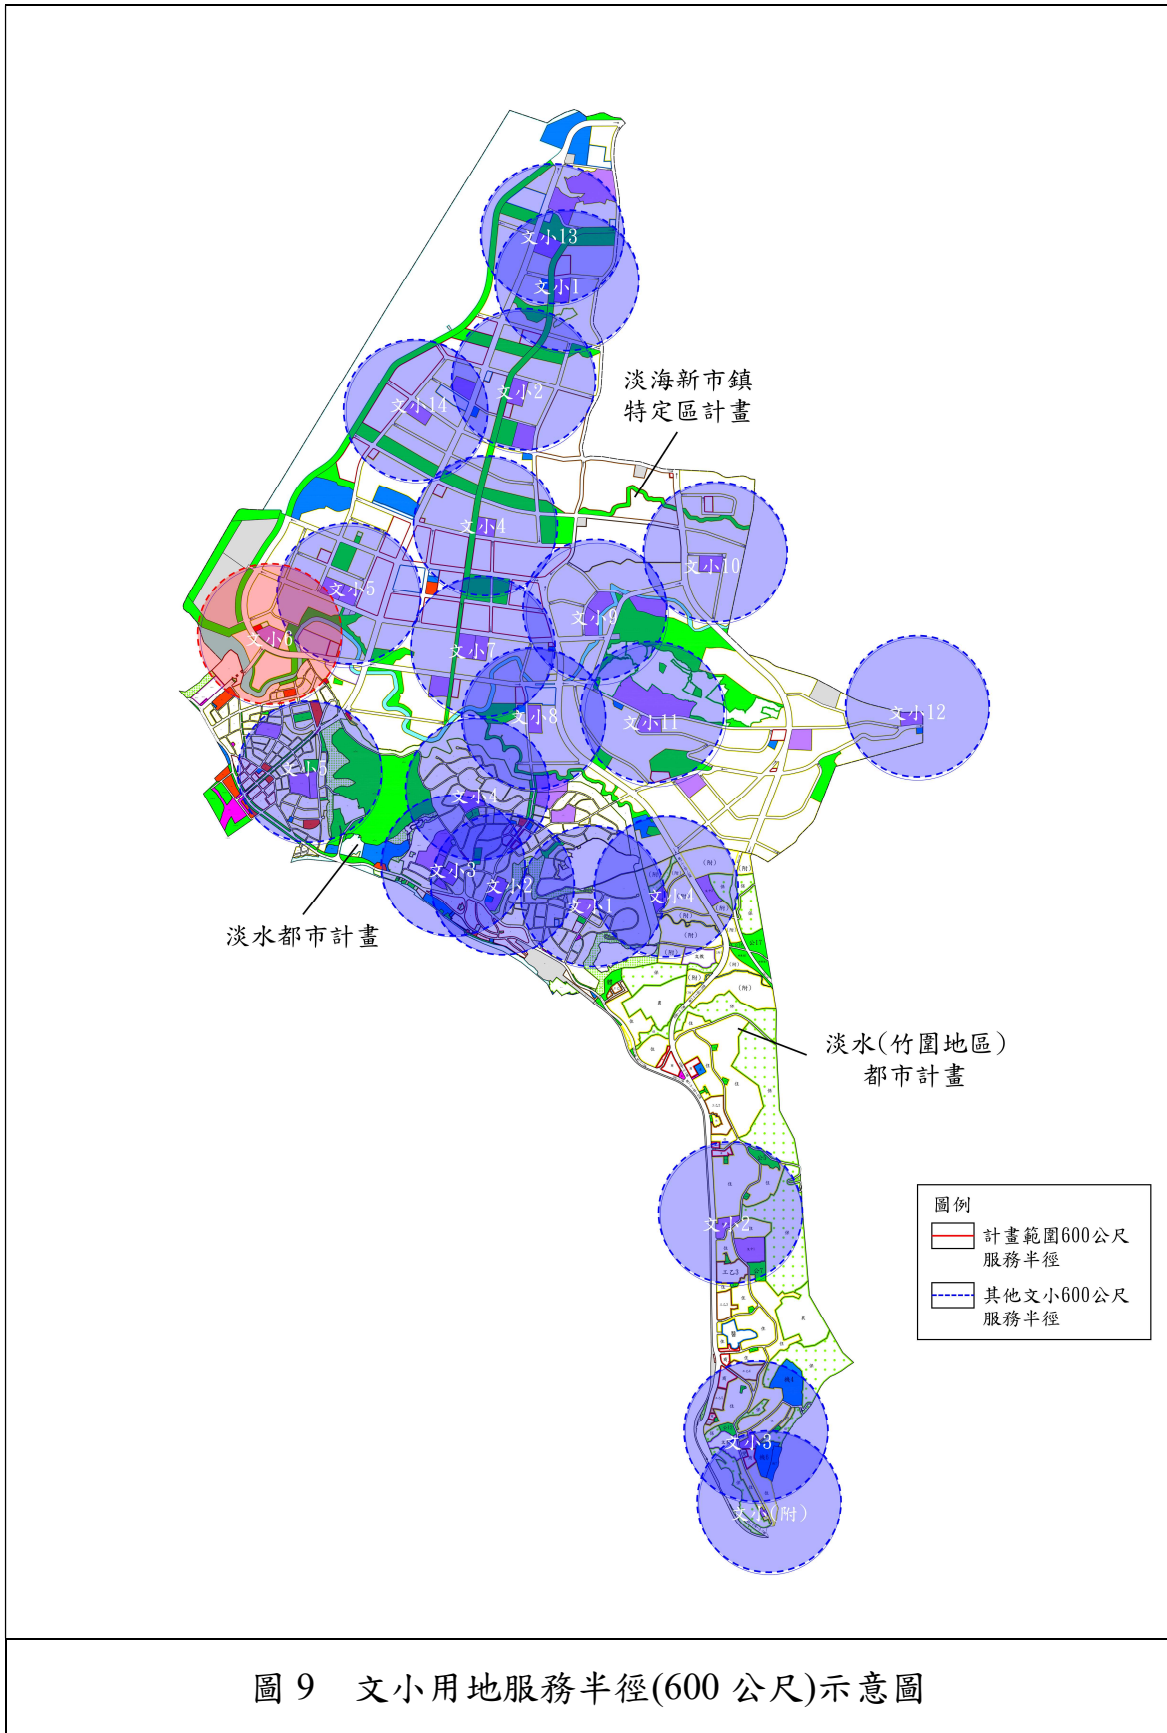 文小13
文小1
淡海新市鎮
特定區計畫
文小2
文小14
文小4
文小10
文小5
文小9
文小6
文小7
文小12
文小8
文小11
文小5
文小4
文小3
文小2
文小4
文小1
淡水都市計畫
淡水(竹圍地區)
都市計畫
文小2
工乙3
圖例
計畫範圍600公尺
服務半徑
其他文小600公尺
服務半徑
文小3
文小(附)
圖 9 文小用地服務半徑(600 公尺)示意圖